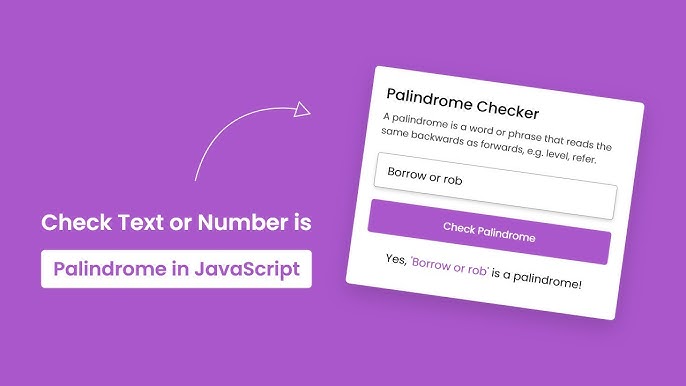 Check Text or Number is
Palindrome in JavaScript
Palindrome Checker
A palindrome is a word or phrase that reads the
same backwards as forwards, e.g. level, refer.
Borrow or rob
Check Palindrome
Yes, 'Borrow or rob' is a palindrome!